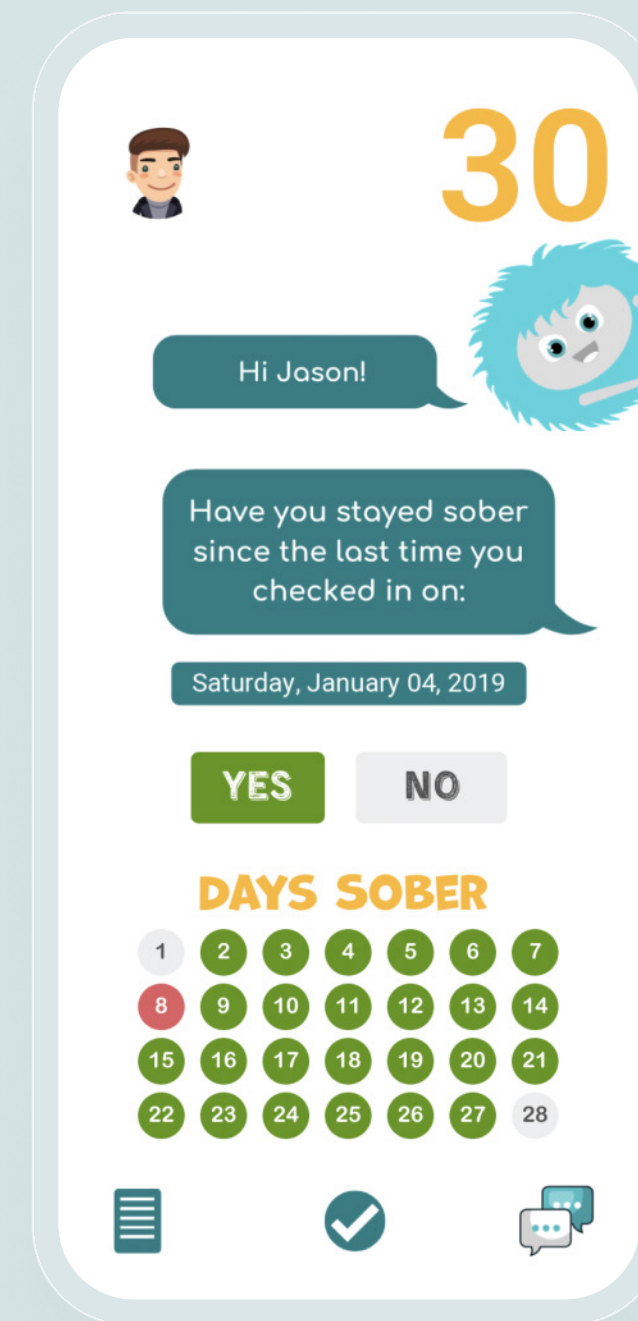 30
Hi Jason!
Have you stayed sober
since the last time you
checked in on:
Saturday, January 04, 2019
YES NO
DAYS SOBER
1 2 3 4 5 6 7
8 9 10 11 12 13 14
15 16 17 18 19 20 21
22 23 24 25 26 27 28